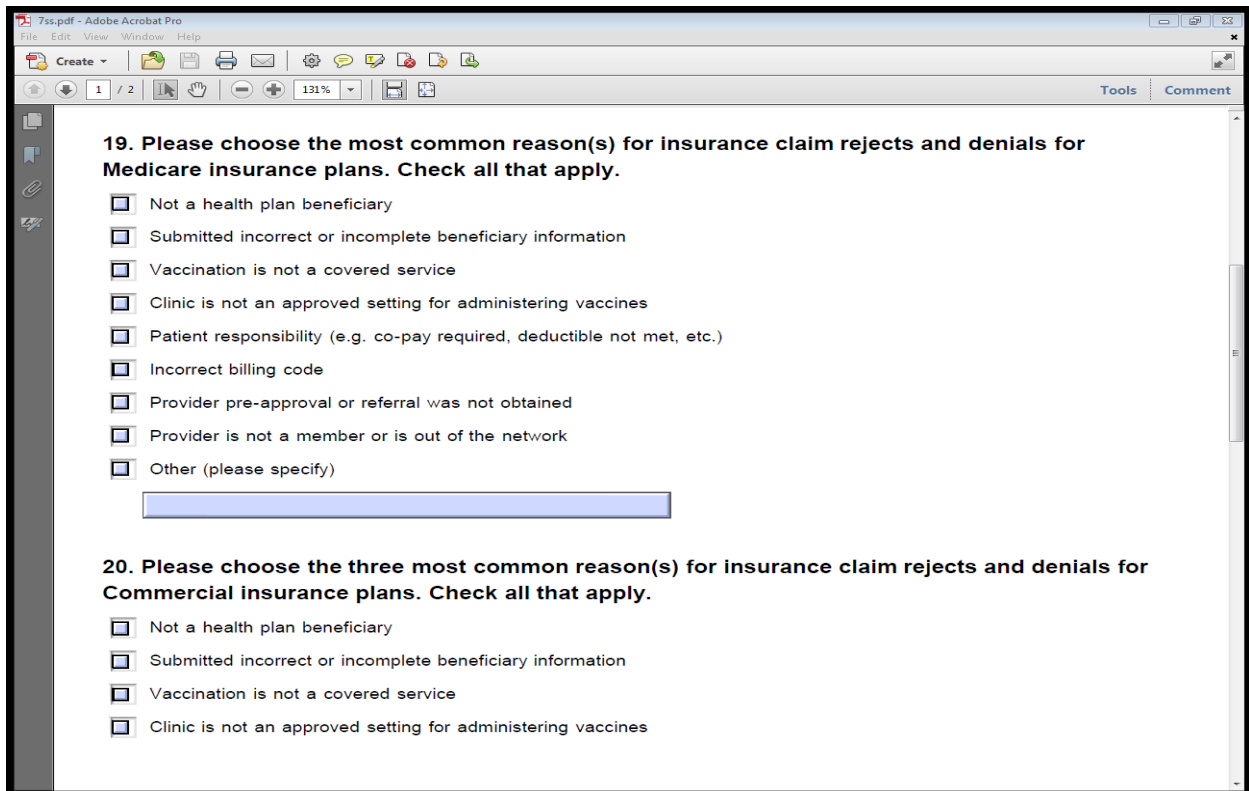 7ss.pdf - Adobe Acrobat Pro
File Edit View Window Help
Create
1 / 2 131% Tools Comment
19. Please choose the most common reason(s) for insurance claim rejects and denials for
Medicare insurance plans. Check all that apply.
Not a health plan beneficiary
Submitted incorrect or incomplete beneficiary information
Vaccination is not a covered service
Clinic is not an approved setting for administering vaccines
Patient responsibility (e.g. co-pay required, deductible not met, etc.)
Incorrect billing code
Provider pre-approval or referral was not obtained
Provider is not a member or is out of the network
Other (please specify)
20. Please choose the three most common reason(s) for insurance claim rejects and denials for
Commercial insurance plans. Check all that apply.
Not a health plan beneficiary
Submitted incorrect or incomplete beneficiary information
Vaccination is not a covered service
Clinic is not an approved setting for administering vaccines